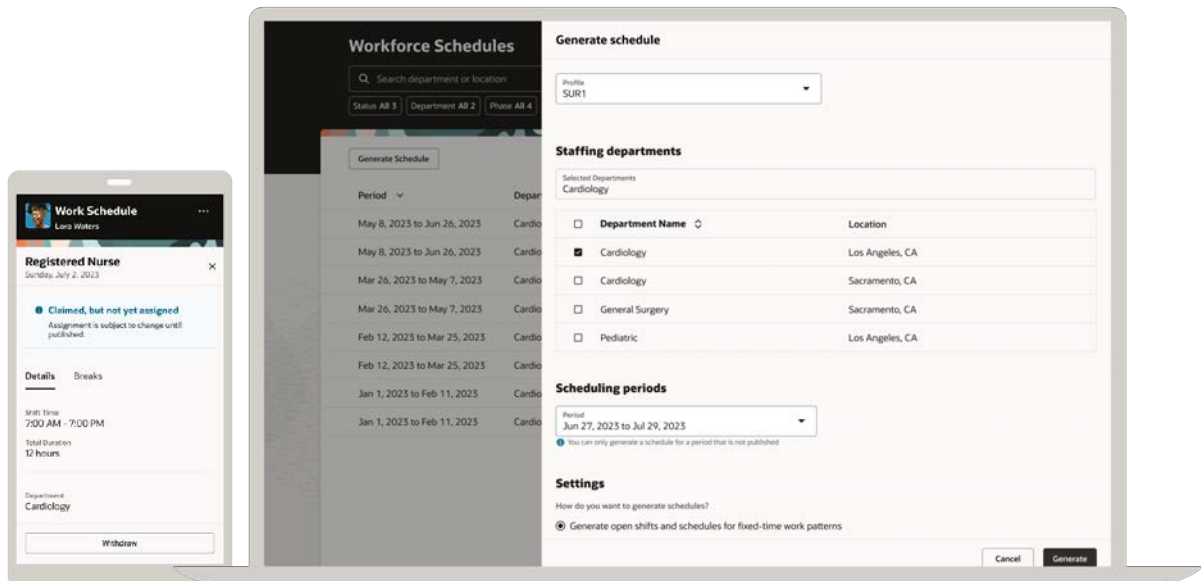 Work Schedule
Lora Waters
Registered Nurse
Sunday, July 2, 2023
Claimed, but not yet assigned
Assignment is subject to change until
published.
Details Breaks
Shift Time
7:00 AM - 7:00 PM
Total Duration
12 hours
Department
Cardiology
Withdraw
Workforce Schedules
Search department or location
Status All 3 Department All 2 Phase All 4
Generate Schedule
Period Depar
May 8, 2023 to Jun 26, 2023 Cardio
May 8, 2023 to Jun 26, 2023 Cardio
Mar 26, 2023 to May 7, 2023 Cardio
Mar 26, 2023 to May 7, 2023 Cardio
Feb 12, 2023 to Mar 25, 2023 Cardio
Feb 12, 2023 to Mar 25, 2023 Cardio
Jan 1, 2023 to Feb 11, 2023 Cardio
Jan 1, 2023 to Feb 11, 2023 Cardio
Generate schedule
Profile
SUR1
Staffing departments
Selected Departments
Cardiology
Department Name Location
Cardiology Los Angeles, CA
Cardiology Sacramento, CA
General Surgery Sacramento, CA
Pediatric Los Angeles, CA
Scheduling periods
Period
Jun 27, 2023 to Jul 29, 2023
You can only generate a schedule for a period that is not published
Settings
How do you want to generate schedules?
Generate open shifts and schedules for fixed-time work patterns
Cancel Generate